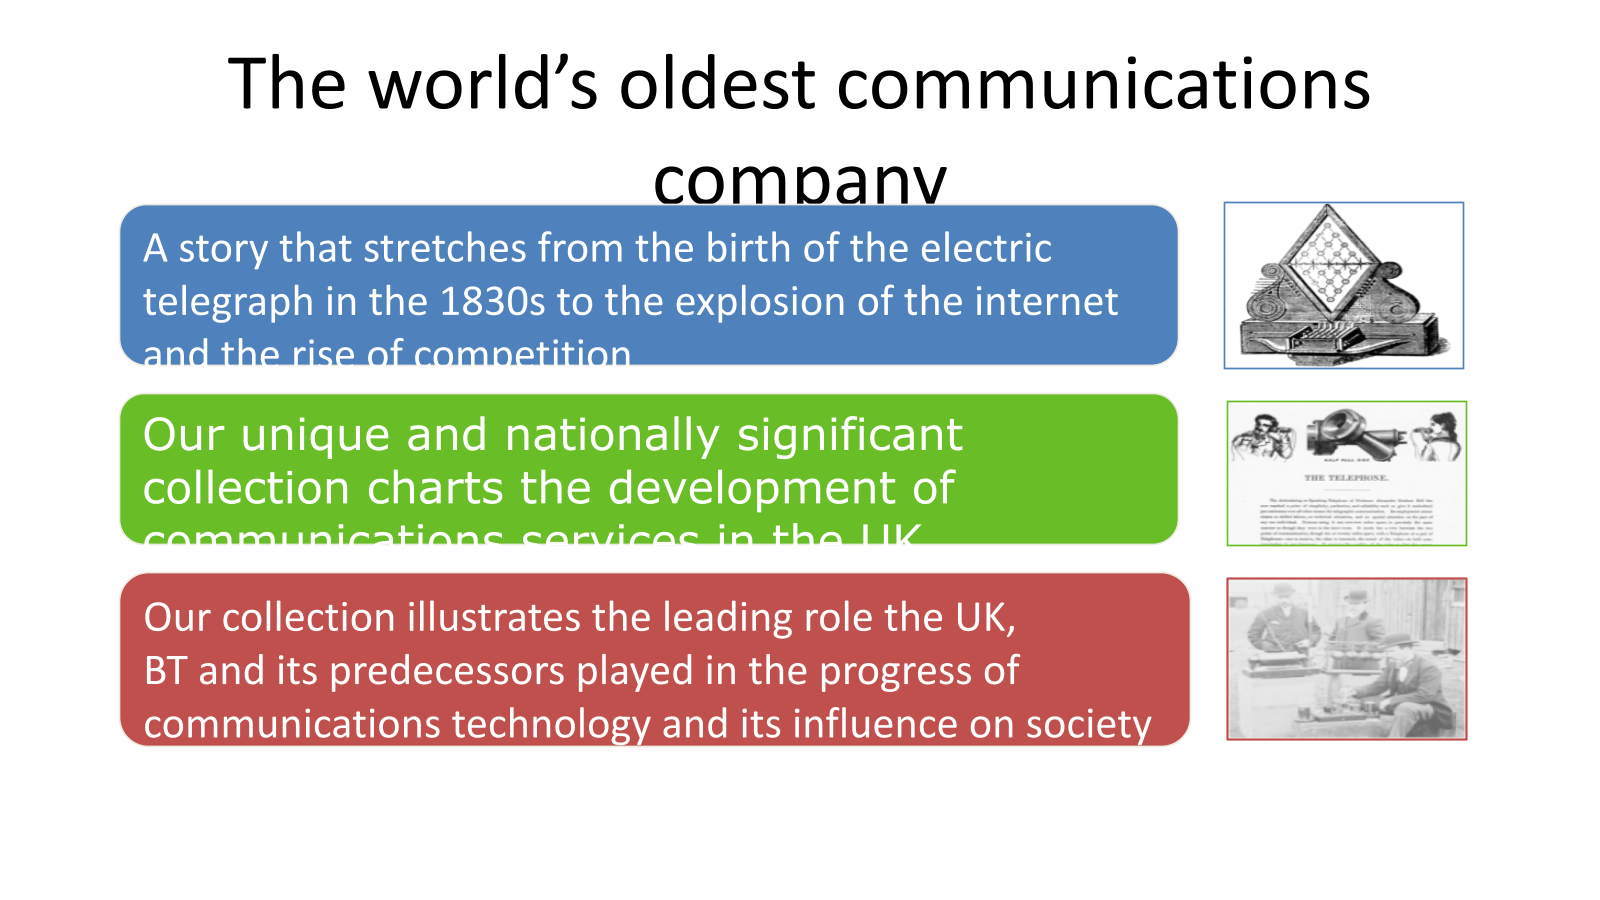 The world’s oldest communications
company
A story that stretches from the birth of the electric
telegraph in the 1830s to the explosion of the internet
and the rise of competition
Our unique and nationally significant
collection charts the development of
communications services in the UK
THE TELEPHONE.
Our collection illustrates the leading role the UK,
BT and its predecessors played in the progress of
communications technology and its influence on society